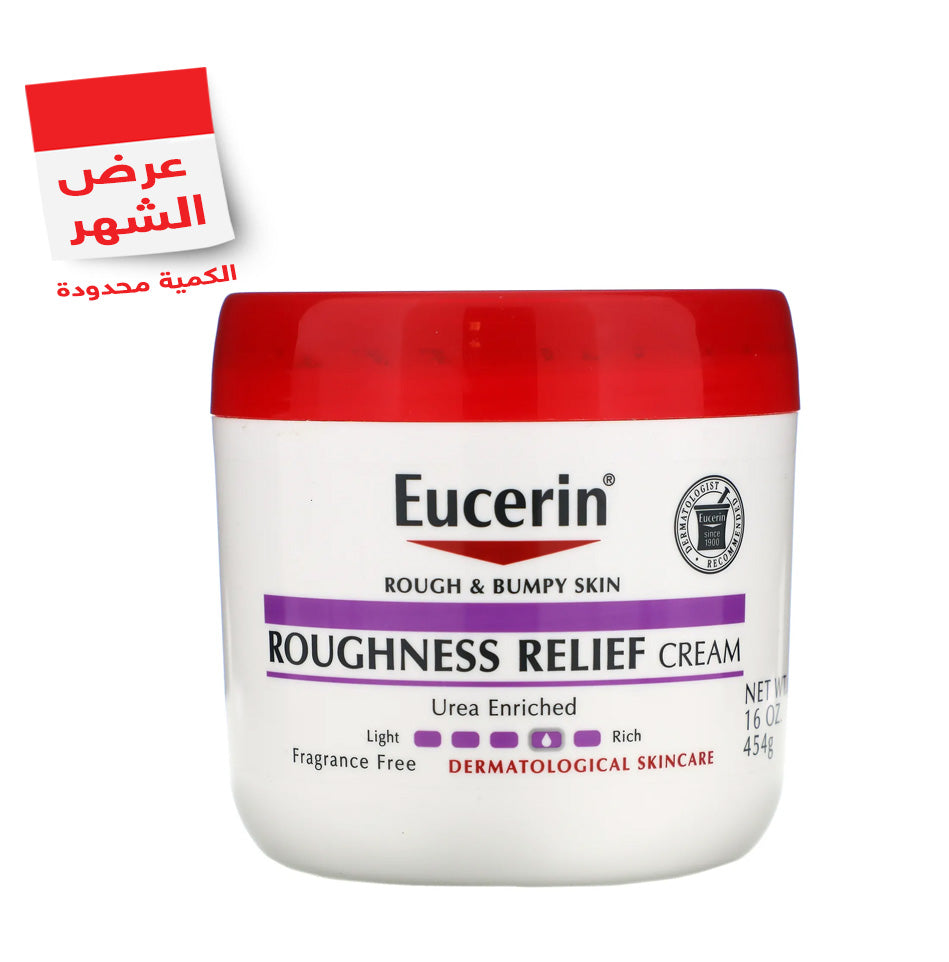 عرض
الشهر
الكمية محدودة
Eucerin®
ROUGH & BUMPY SKIN
ROUGHNESS RELIEF CREAM
Urea Enriched
Light Rich
Fragrance Free DERMATOLOGICAL SKINCARE
NET WT.
16 OZ.
454g
DERMATOLOGIST RECOMMENDED
Eucerin
since
1900